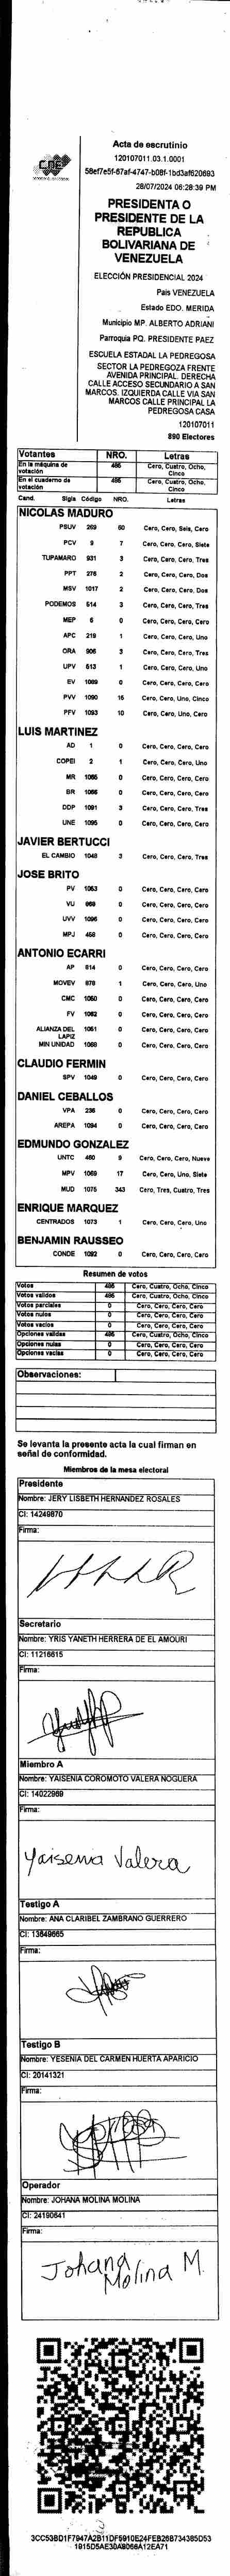 CNE
Acta de escrutinio
120107011.03.1.0001
58ef7e5f-67af-4747-b08f-1bd3af620693
28/07/2024 06:28:39 PM
PRESIDENTA O
PRESIDENTE DE LA
REPUBLICA
BOLIVARIANA DE
VENEZUELA
ELECCIÓN PRESIDENCIAL 2024
País VENEZUELA
Estado EDO. MERIDA
Municipio MP. ALBERTO ADRIANI
Parroquia PQ. PRESIDENTE PAEZ
ESCUELA ESTADAL LA PEDREGOSA
SECTOR LA PEDREGOZA FRENTE
AVENIDA PRINCIPAL. DERECHA
CALLE ACCESO SECUNDARIO A SAN
MARCOS. IZQUIERDA CALLE VIA SAN
MARCOS CALLE PRINCIPAL LA
PEDREGOSA CASA
120107011
890 Electores
Votantes NRO. Letras
En la máquina de votación 485 Cero, Cuatro, Ocho, Cinco
En el cuaderno de votación 485 Cero, Cuatro, Ocho, Cinco
Cand. Sigla Código NRO. Letras
NICOLAS MADURO
PSUV 269 60 Cero, Cero, Seis, Cero
PCV 9 7 Cero, Cero, Cero, Siete
TUPAMARO 931 3 Cero, Cero, Cero, Tres
PPT 276 2 Cero, Cero, Cero, Dos
MSV 1017 2 Cero, Cero, Cero, Dos
PODEMOS 514 3 Cero, Cero, Cero, Tres
MEP 6 0 Cero, Cero, Cero, Cero
APC 219 1 Cero, Cero, Cero, Uno
ORA 906 3 Cero, Cero, Cero, Tres
UPV 513 1 Cero, Cero, Cero, Uno
EV 1089 0 Cero, Cero, Cero, Cero
PVV 1090 15 Cero, Cero, Uno, Cinco
PFV 1093 10 Cero, Cero, Uno, Cero
LUIS MARTINEZ
AD 1 0 Cero, Cero, Cero, Cero
COPEI 2 1 Cero, Cero, Cero, Uno
MR 1065 0 Cero, Cero, Cero, Cero
BR 1086 0 Cero, Cero, Cero, Cero
DDP 1091 3 Cero, Cero, Cero, Tres
UNE 1095 0 Cero, Cero, Cero, Cero
JAVIER BERTUCCI
EL CAMBIO 1048 3 Cero, Cero, Cero, Tres
JOSE BRITO
PV 1053 0 Cero, Cero, Cero, Cero
VU 0 Cero, Cero, Cero, Cero
UVV 1096 0 Cero, Cero, Cero, Cero
MPJ 458 0 Cero, Cero, Cero, Cero
ANTONIO ECARRI
AP 814 0 Cero, Cero, Cero, Cero
MOVEV 878 1 Cero, Cero, Cero, Uno
CMC 1050 0 Cero, Cero, Cero, Cero
FV 1082 0 Cero, Cero, Cero, Cero
ALIANZA DEL LAPIZ 1051 0 Cero, Cero, Cero, Cero
MIN UNIDAD 1068 0 Cero, Cero, Cero, Cero
CLAUDIO FERMIN
SPV 1049 0 Cero, Cero, Cero, Cero
DANIEL CEBALLOS
VPA 236 0 Cero, Cero, Cero, Cero
AREPA 1094 0 Cero, Cero, Cero, Cero
EDMUNDO GONZALEZ
UNTC 460 9 Cero, Cero, Cero, Nueve
MPV 1069 17 Cero, Cero, Uno, Siete
MUD 1075 343 Cero, Tres, Cuatro, Tres
ENRIQUE MARQUEZ
CENTRADOS 1073 1 Cero, Cero, Cero, Uno
BENJAMIN RAUSSEO
CONDE 1092 0 Cero, Cero, Cero, Cero
Resumen de votos
Votos 485 Cero, Cuatro, Ocho, Cinco
Votos validos 485 Cero, Cuatro, Ocho, Cinco
Votos parciales 0 Cero, Cero, Cero, Cero
Votos nulos 0 Cero, Cero, Cero, Cero
Votos vacios 0 Cero, Cero, Cero, Cero
Opciones validas 485 Cero, Cuatro, Ocho, Cinco
Opciones nulas 0 Cero, Cero, Cero, Cero
Opciones vacias 0 Cero, Cero, Cero, Cero
Observaciones:
Se levanta la presente acta la cual firman en
señal de conformidad.
Miembros de la mesa electoral
Presidente
Nombre: JERY LISBETH HERNANDEZ ROSALES
CI: 14249870
Firma:
Secretario
Nombre: YRIS YANETH HERRERA DE EL AMOURI
CI: 11216615
Firma:
Miembro A
Nombre: YAISENIA COROMOTO VALERA NOGUERA
CI: 14022969
Firma:
Yaisenia Valera
Testigo A
Nombre: ANA CLARIBEL ZAMBRANO GUERRERO
CI: 13649665
Firma:
Testigo B
Nombre: YESENIA DEL CARMEN HUERTA APARICIO
CI: 20141321
Firma:
Operador
Nombre: JOHANA MOLINA MOLINA
CI: 24190641
Firma:
Johana Molina M.
3CC53BD1F7947A2B11DF5910E24FEB26B734385D53
1915D5AE30AB066A12EA71